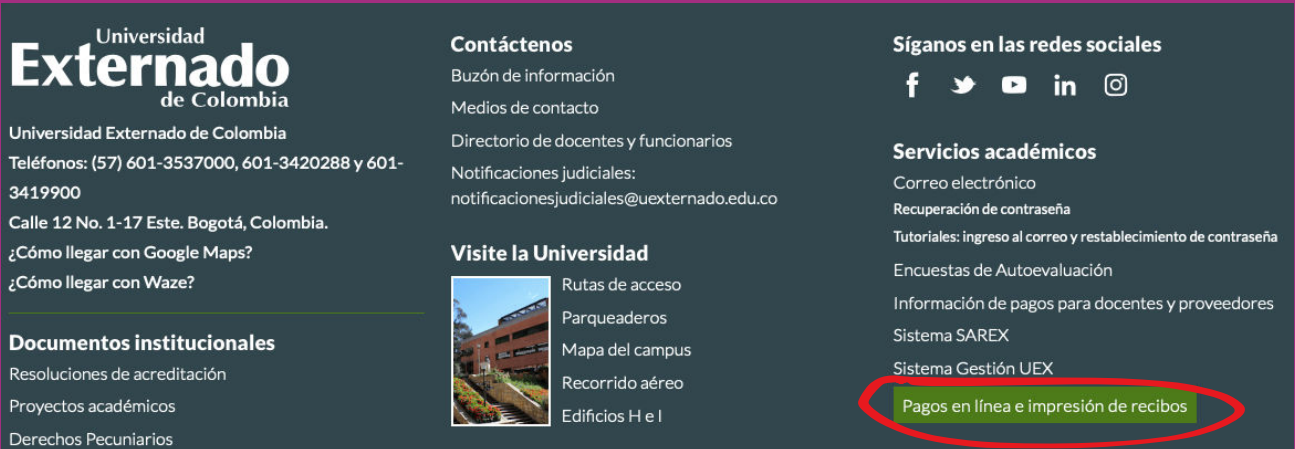 Universidad
Externado
de Colombia
Universidad Externado de Colombia
Teléfonos: (57) 601-3537000, 601-3420288 y 601-
3419900
Calle 12 No. 1-17 Este. Bogotá, Colombia.
¿Cómo llegar con Google Maps?
¿Cómo llegar con Waze?
Documentos institucionales
Resoluciones de acreditación
Proyectos académicos
Derechos Pecuniarios
Contáctenos
Buzón de información
Medios de contacto
Directorio de docentes y funcionarios
Notificaciones judiciales:
notificacionesjudiciales@uexternado.edu.co
Visite la Universidad
Rutas de acceso
Parqueaderos
Mapa del campus
Recorrido aéreo
Edificios H e I
Síganos en las redes sociales
Servicios académicos
Correo electrónico
Recuperación de contraseña
Tutoriales: ingreso al correo y restablecimiento de contraseña
Encuestas de Autoevaluación
Información de pagos para docentes y proveedores
Sistema SAREX
Sistema Gestión UEX
Pagos en línea e impresión de recibos